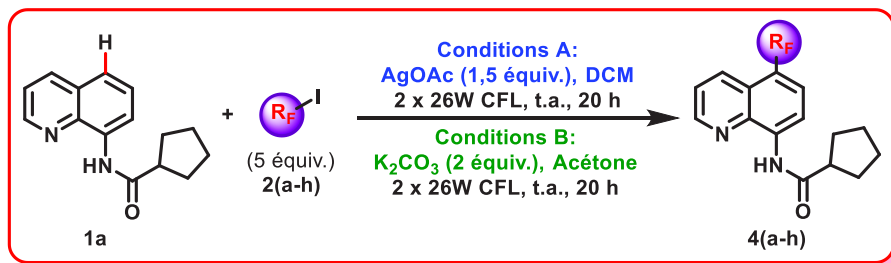 H
N
HN
O
1a
+
R_F
I
(5 équiv.)
2(a-h)
Conditions A:
AgOAc (1,5 équiv.), DCM
2 x 26W CFL, t.a., 20 h
Conditions B:
K₂CO₃ (2 équiv.), Acétone
2 x 26W CFL, t.a., 20 h
R_F
N
HN
O
4(a-h)